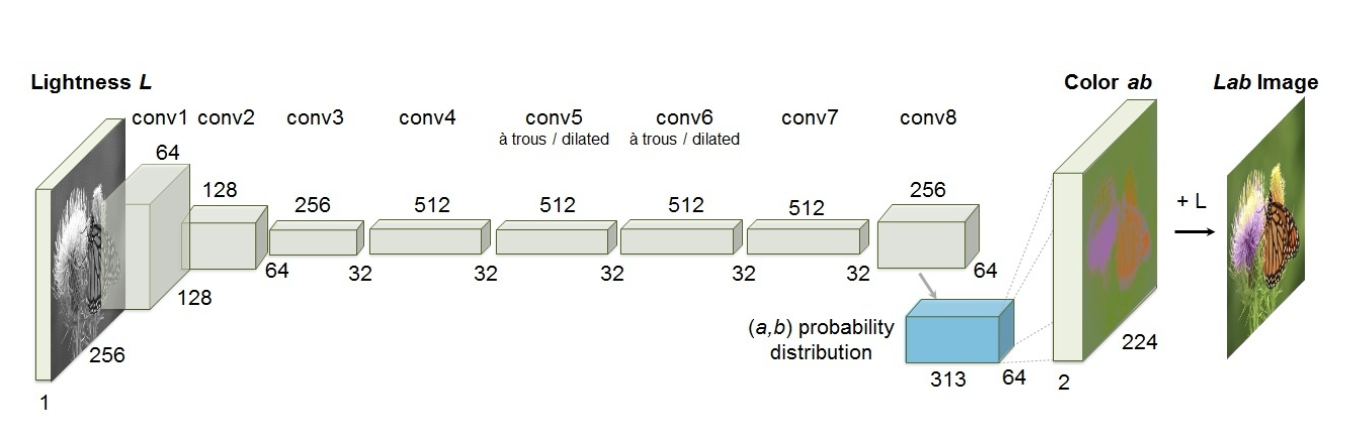 Lightness L
Color ab
Lab Image
conv1 conv2 conv3 conv4 conv5 conv6 conv7 conv8
à trous / dilated
à trous / dilated
64
128
256
512
512
512
512
256
64
32
32
32
32
32
64
128
256
1
+ L
(a,b) probability
distribution
313
64
2
224